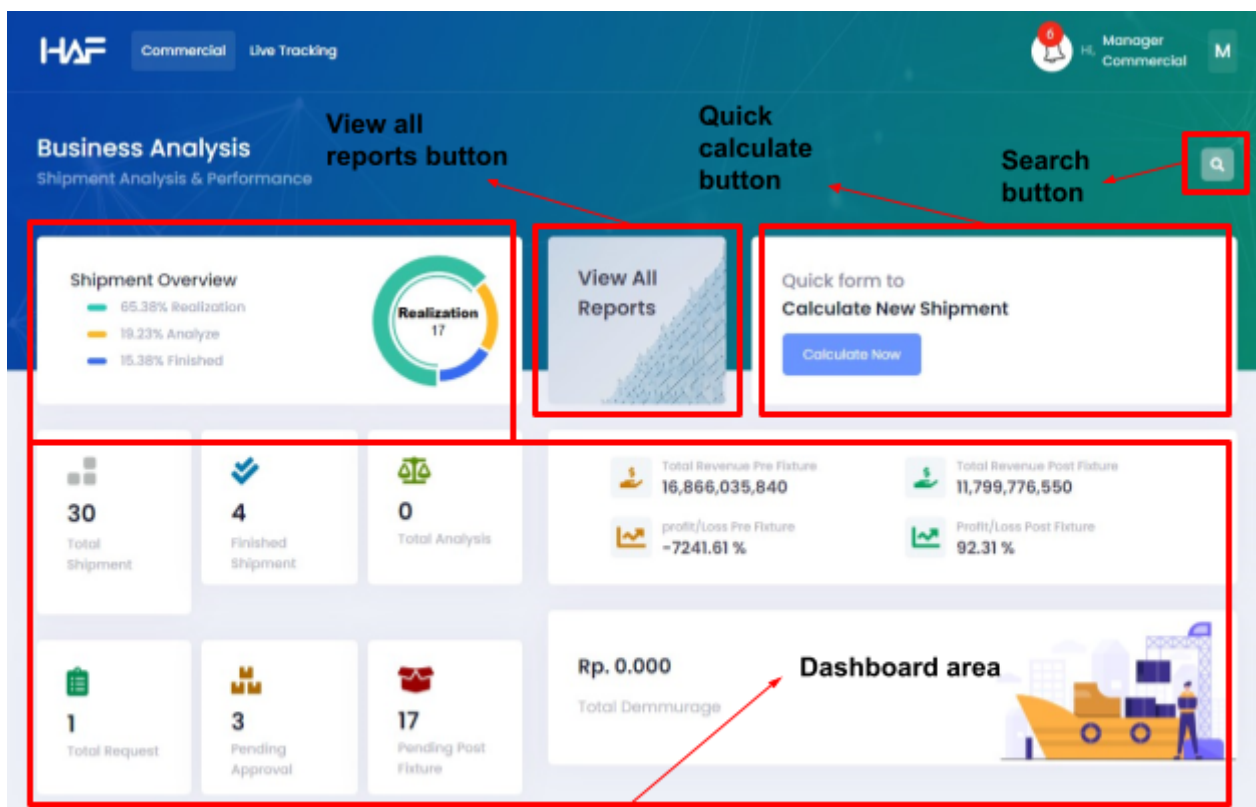 HAF Commercial Live Tracking
6
Hi, Manager
Commercial
M
Business Analysis
Shipment Analysis & Performance
View all
reports button
Quick
calculate
button
Search
button
Shipment Overview
65.38% Realization
19.23% Analyze
15.38% Finished
Realization
17
View All
Reports
Quick form to
Calculate New Shipment
Calculate Now
30
Total
Shipment
4
Finished
Shipment
0
Total Analysis
Total Revenue Pre Fixture
16,866,035,840
Total Revenue Post Fixture
11,799,776,550
profit/Loss Pre Fixture
-7241.61 %
Profit/Loss Post Fixture
92.31 %
1
Total Request
3
Pending
Approval
17
Pending Post
Fixture
Rp. 0.000
Total Demmurage
Dashboard area